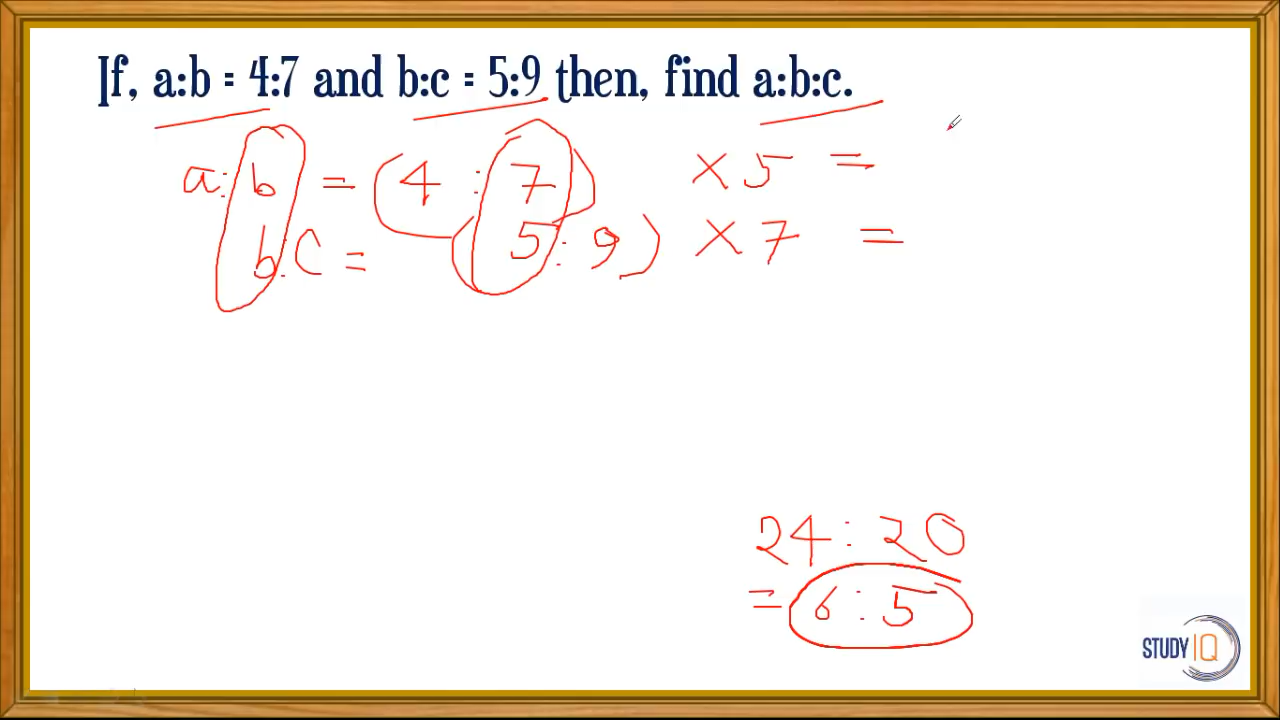 If, a:b = 4:7 and b:c = 5:9 then, find a:b:c.
a:b = (4 : 7) ×5 =
b:c = (5:9) ×7 =
24:20
= 6:5
STUDY IQ